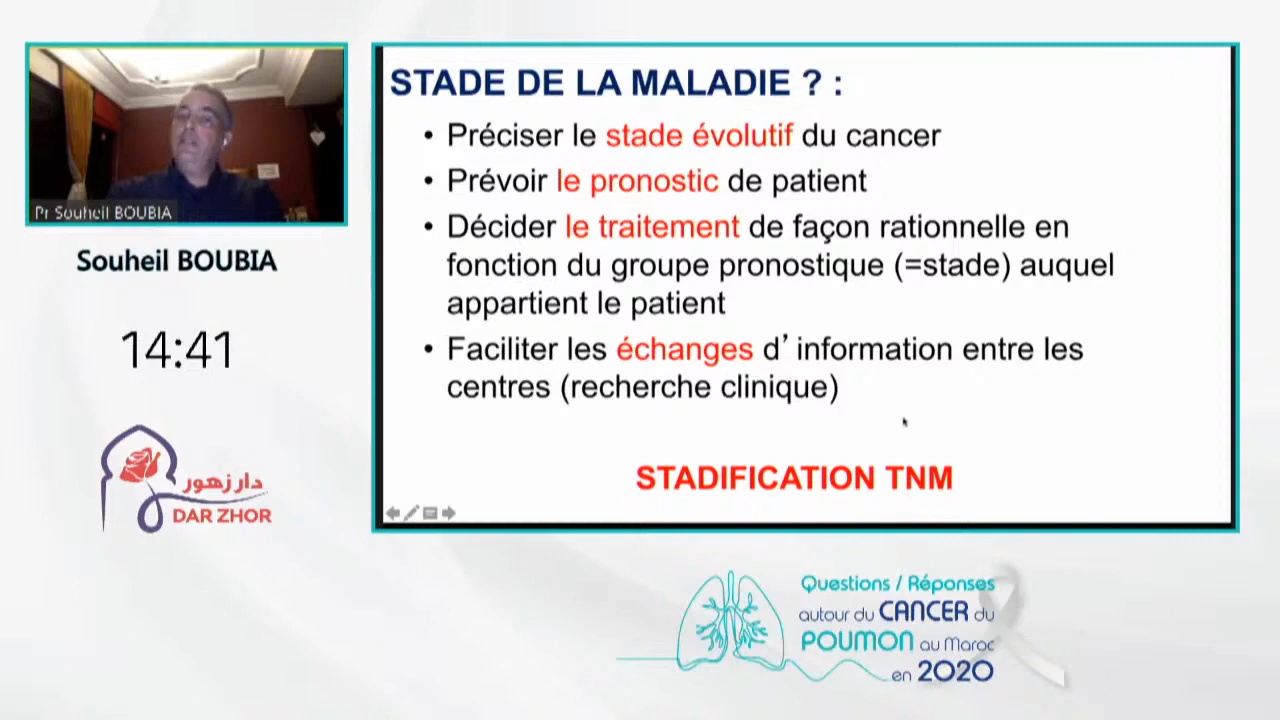 Pr Souheil BOUBIA
Souheil BOUBIA
14:41
دار زهور
DAR ZHOR
STADE DE LA MALADIE ? :
• Préciser le stade évolutif du cancer
• Prévoir le pronostic de patient
• Décider le traitement de façon rationnelle en
fonction du groupe pronostique (=stade) auquel
appartient le patient
• Faciliter les échanges d’information entre les
centres (recherche clinique)
STADIFICATION TNM
Questions / Réponses
autour du CANCER du
POUMON au Maroc
en 2020